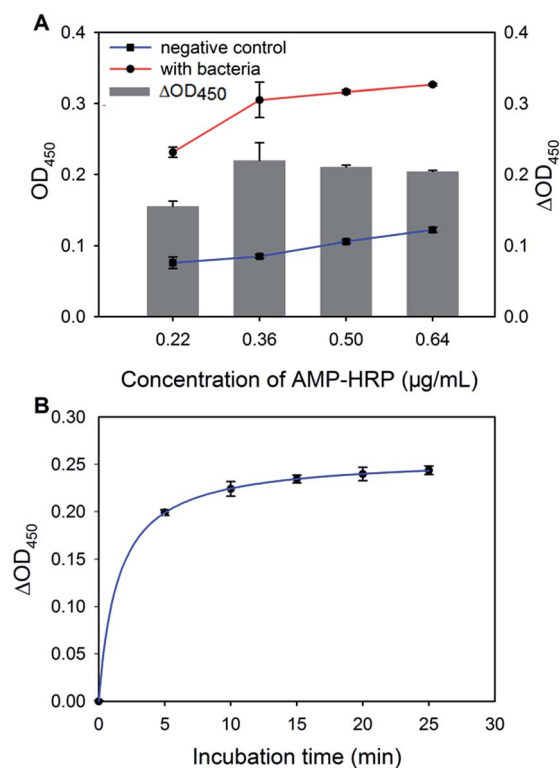 A
0.4
0.3
0.2
0.1
0.0
OD450
negative control
with bacteria
ΔOD450
0.4
0.3
0.2
0.1
0.0
ΔOD450
0.22 0.36 0.50 0.64
Concentration of AMP-HRP (µg/mL)
B
0.30
0.25
0.20
0.15
0.10
0.05
0.00
ΔOD450
0 5 10 15 20 25 30
Incubation time (min)